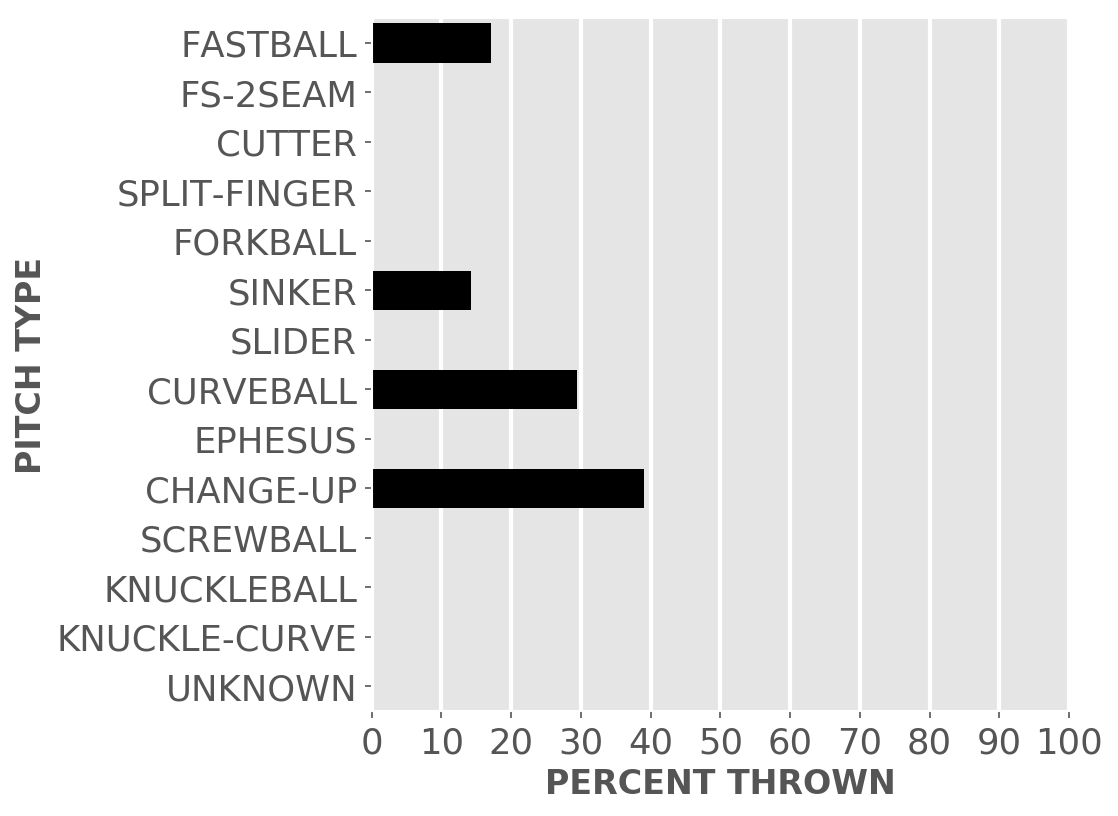 FASTBALL
FS-2SEAM
CUTTER
SPLIT-FINGER
FORKBALL
SINKER
SLIDER
CURVEBALL
EPHESUS
CHANGE-UP
SCREWBALL
KNUCKLEBALL
KNUCKLE-CURVE
UNKNOWN
PITCH TYPE
0 10 20 30 40 50 60 70 80 90 100
PERCENT THROWN